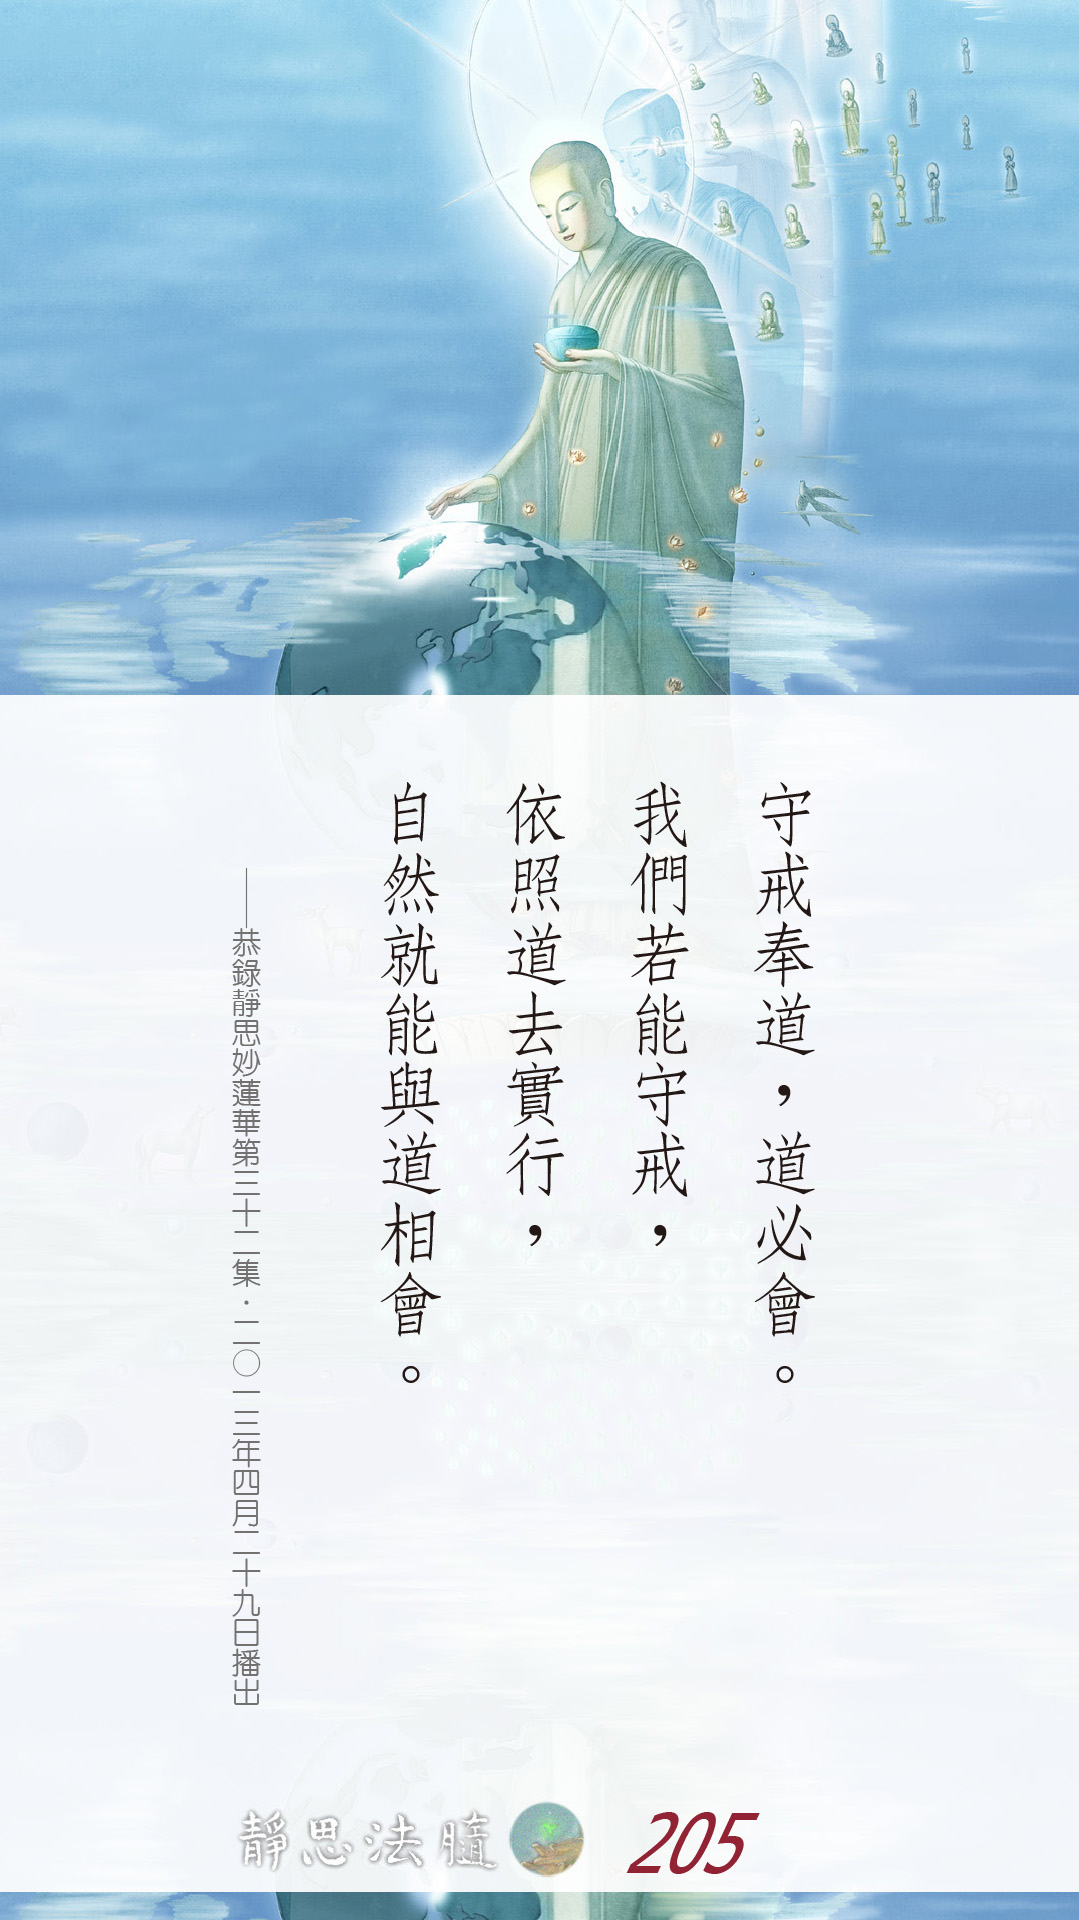 守戒奉道，道必會。
我們若能守戒，
依照道去實行，
自然就能與道相會。
——恭錄靜思妙蓮華第三十二集．二〇一三年四月二十九日播出
靜思法髓
205